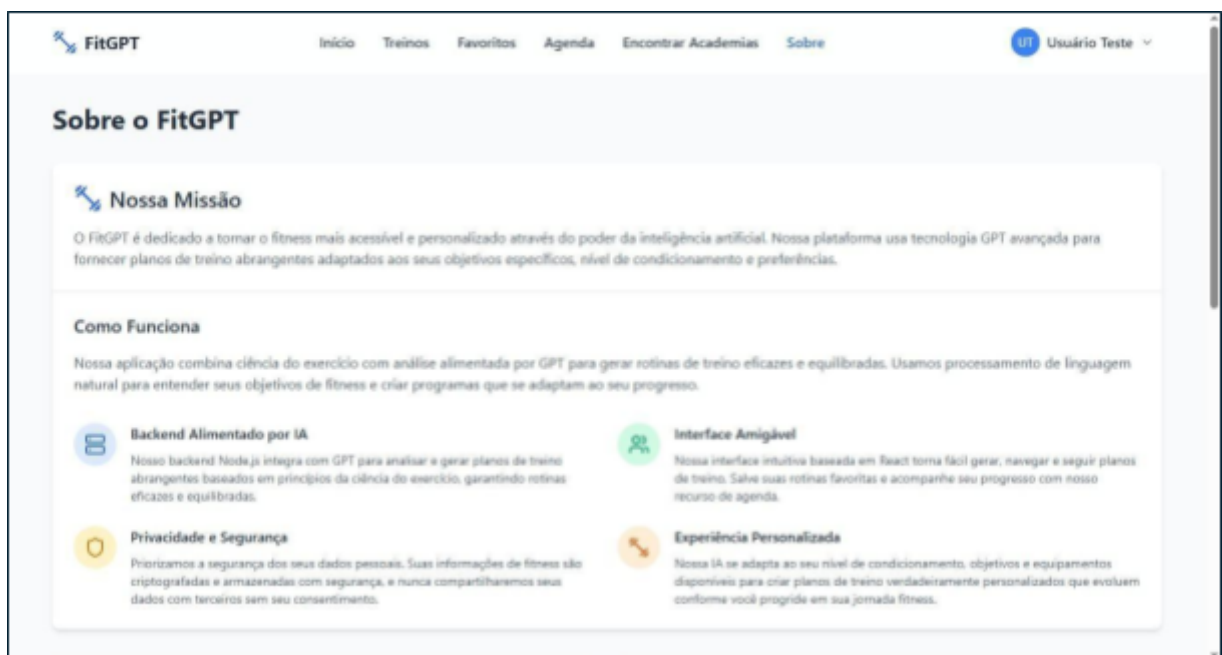 FitGPT
Início Treinos Favoritos Agenda Encontrar Academias Sobre
UT Usuário Teste
Sobre o FitGPT
Nossa Missão
O FitGPT é dedicado a tornar o fitness mais acessível e personalizado através do poder da inteligência artificial. Nossa plataforma usa tecnologia GPT avançada para
fornecer planos de treino abrangentes adaptados aos seus objetivos específicos, nível de condicionamento e preferências.
Como Funciona
Nossa aplicação combina ciência do exercício com análise alimentada por GPT para gerar rotinas de treino eficazes e equilibradas. Usamos processamento de linguagem
natural para entender seus objetivos de fitness e criar programas que se adaptam ao seu progresso.
Backend Alimentado por IA
Nosso backend Node.js integra com GPT para analisar e gerar planos de treino
abrangentes baseados em princípios da ciência do exercício, garantindo rotinas
eficazes e equilibradas.
Interface Amigável
Nossa interface intuitiva baseada em React torna fácil gerar, navegar e seguir planos
de treino. Salve suas rotinas favoritas e acompanhe seu progresso com nosso
recurso de agenda.
Privacidade e Segurança
Priorizamos a segurança dos seus dados pessoais. Suas informações de fitness são
criptografadas e armazenadas com segurança, e nunca compartilharemos seus
dados com terceiros sem seu consentimento.
Experiência Personalizada
Nossa IA se adapta ao seu nível de condicionamento, objetivos e equipamentos
disponíveis para criar planos de treino verdadeiramente personalizados que evoluem
conforme você progride em sua jornada fitness.